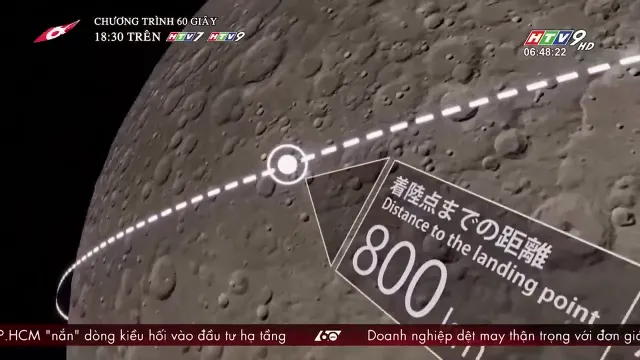 CHƯƠNG TRÌNH 60 GIÂY
18:30 TRÊN HTV7 HTV9
HTV9 HD
06:48:22
着陸点までの距離
Distance to the landing point
800
P.HCM "nắn" dòng kiều hối vào đầu tư hạ tầng
60
Doanh nghiệp dệt may thận trọng với đơn giá